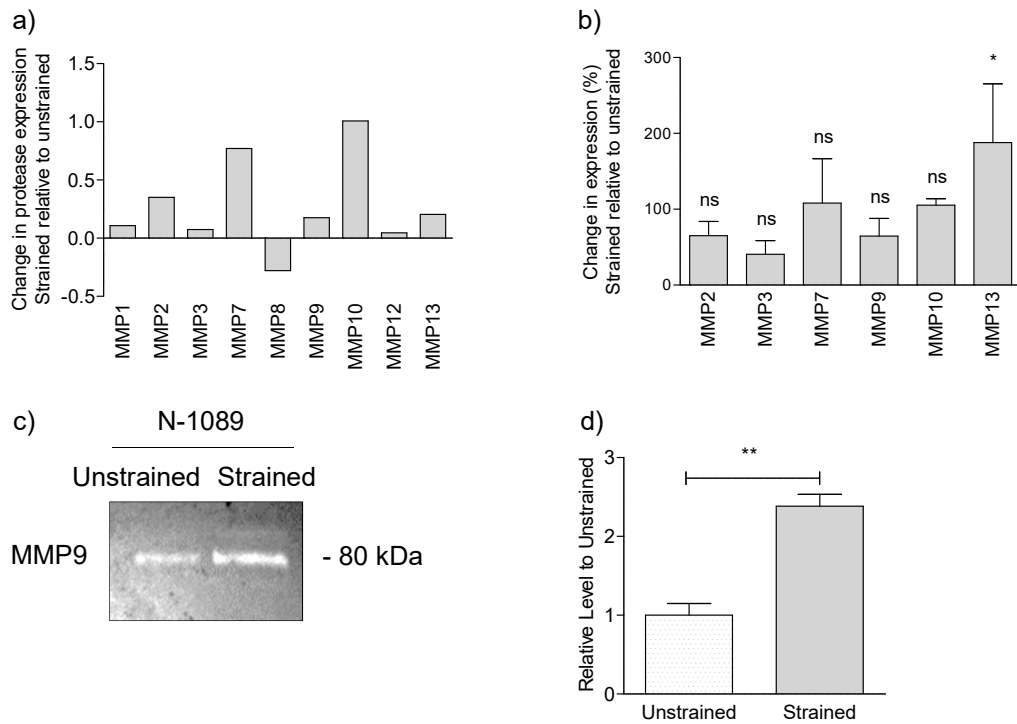 a)
Change in protease expression
Strained relative to unstrained
1.5
1.0
0.5
0.0
-0.5
MMP1
MMP2
MMP3
MMP7
MMP8
MMP9
MMP10
MMP12
MMP13
b)
Change in expression (%)
Strained relative to unstrained
300
200
100
0
ns
ns
ns
ns
ns
*
MMP2
MMP3
MMP7
MMP9
MMP10
MMP13
c)
N-1089
Unstrained Strained
MMP9
- 80 kDa
d)
Relative Level to Unstrained
3
2
1
0
**
Unstrained
Strained